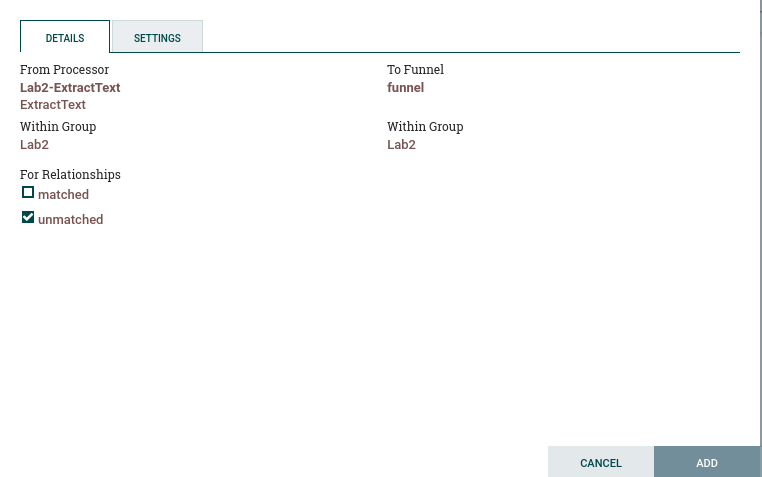 DETAILS
SETTINGS
From Processor
Lab2-ExtractText
ExtractText
Within Group
Lab2
To Funnel
funnel
Within Group
Lab2
For Relationships
matched
unmatched
CANCEL
ADD